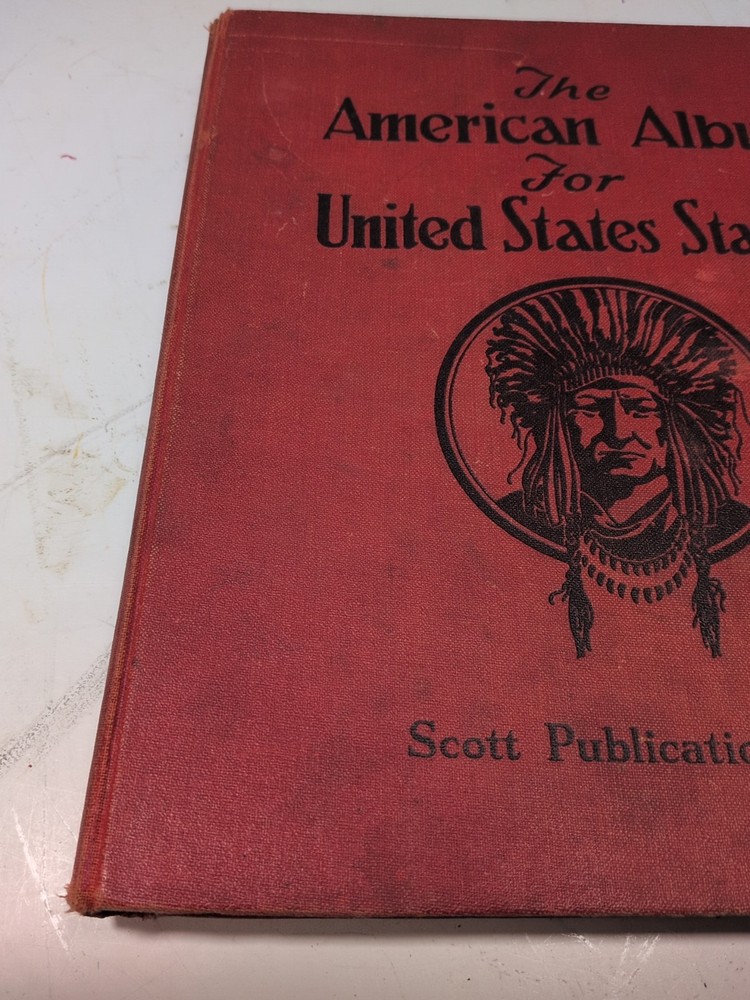 The
American Albu
For
United States Sta
Scott Publicatio